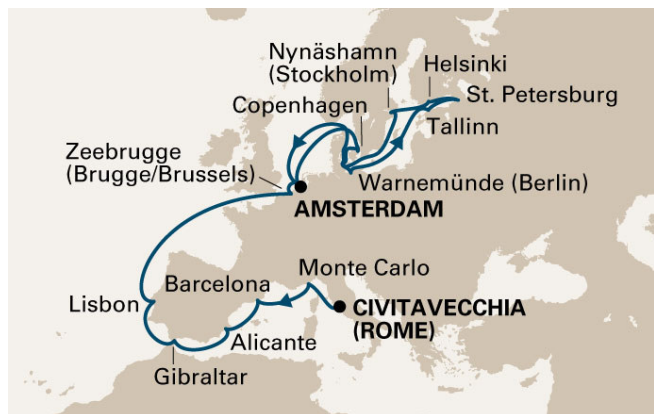 Nynäshamn
(Stockholm)
Helsinki
St. Petersburg
Copenhagen
Tallinn
Zeebrugge
(Brugge/Brussels)
Warnemünde (Berlin)
AMSTERDAM
Barcelona
Monte Carlo
Lisbon
CIVITAVECCHIA
(ROME)
Alicante
Gibraltar